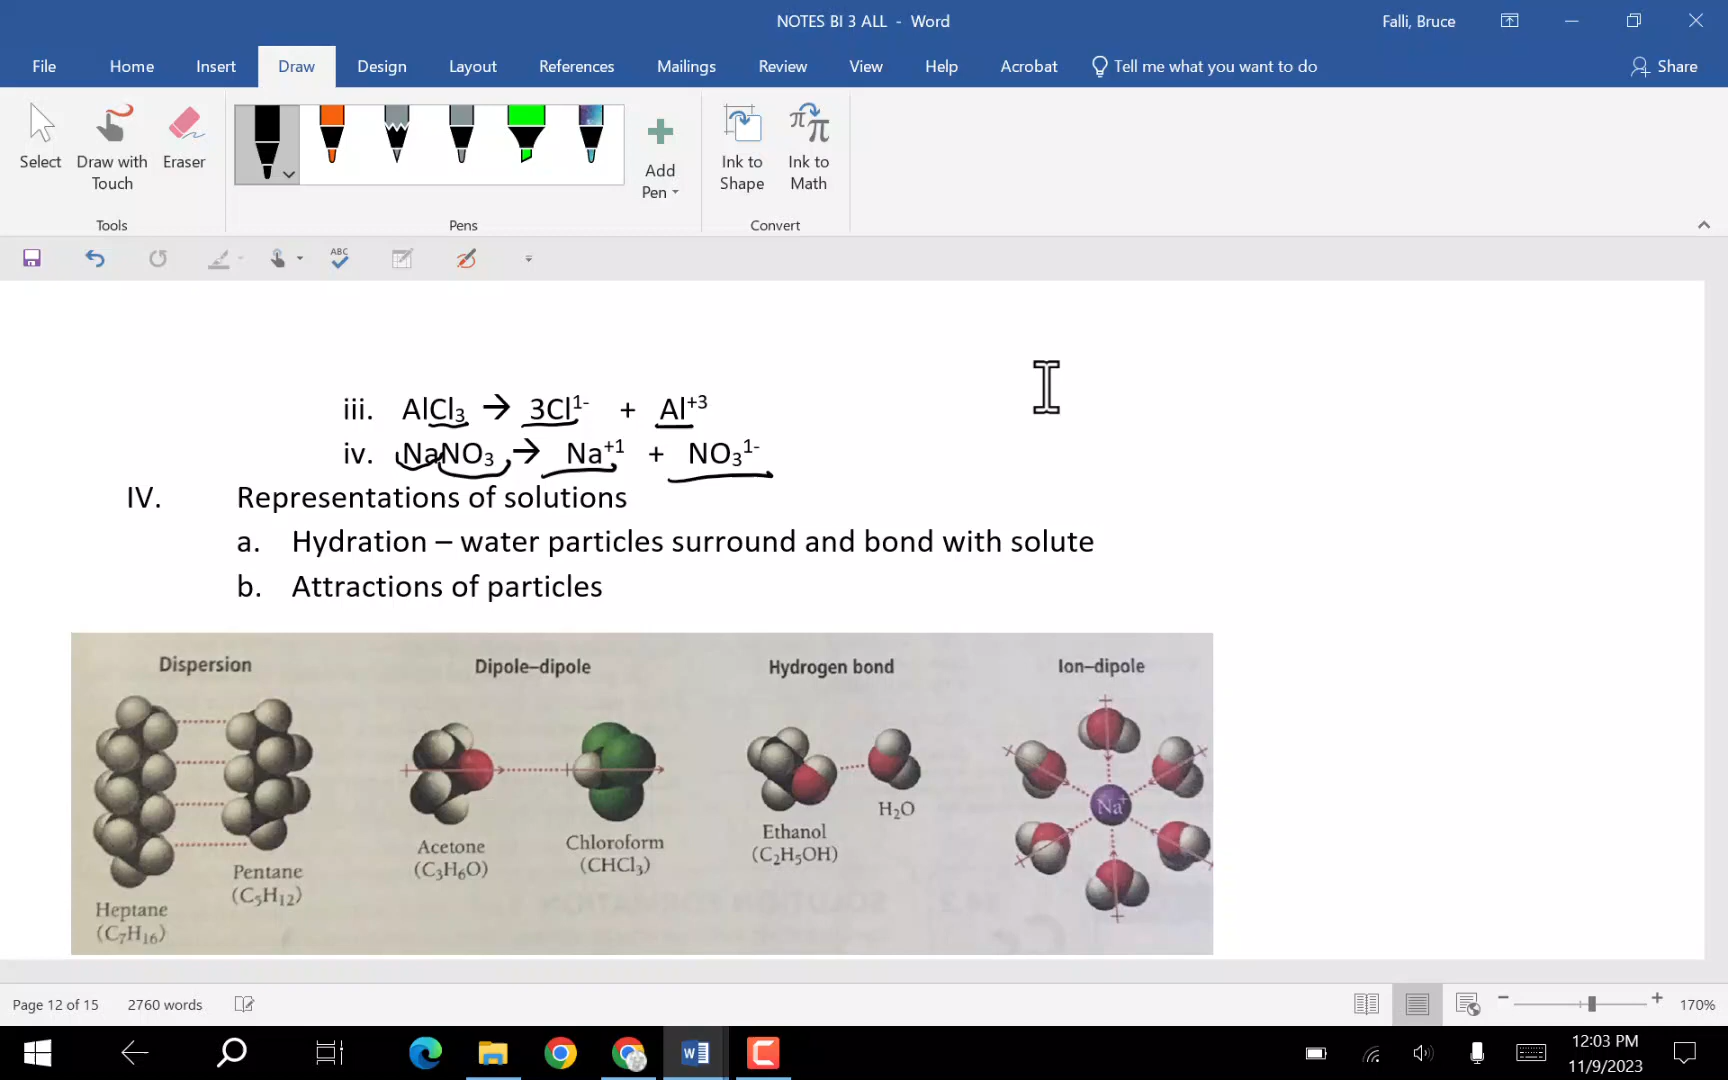 NOTES BI 3 ALL - Word
Falli, Bruce
File Home Insert Draw Design Layout References Mailings Review View Help Acrobat Tell me what you want to do Share
Select Draw with Touch Eraser
Add Pen
Ink to Shape Ink to Math
Tools Pens Convert
ABC
iii. AlCl₃ → 3Cl¹⁻ + Al⁺³
iv. NaNO₃ → Na⁺¹ + NO₃¹⁻
IV. Representations of solutions
a. Hydration – water particles surround and bond with solute
b. Attractions of particles
Dispersion Dipole–dipole Hydrogen bond Ion–dipole
Na⁺
H₂O
Ethanol
(C₂H₅OH)
Acetone
(C₃H₆O)
Chloroform
(CHCl₃)
Pentane
(C₅H₁₂)
Heptane
(C₇H₁₆)
Page 12 of 15 2760 words 170%
12:03 PM
11/9/2023